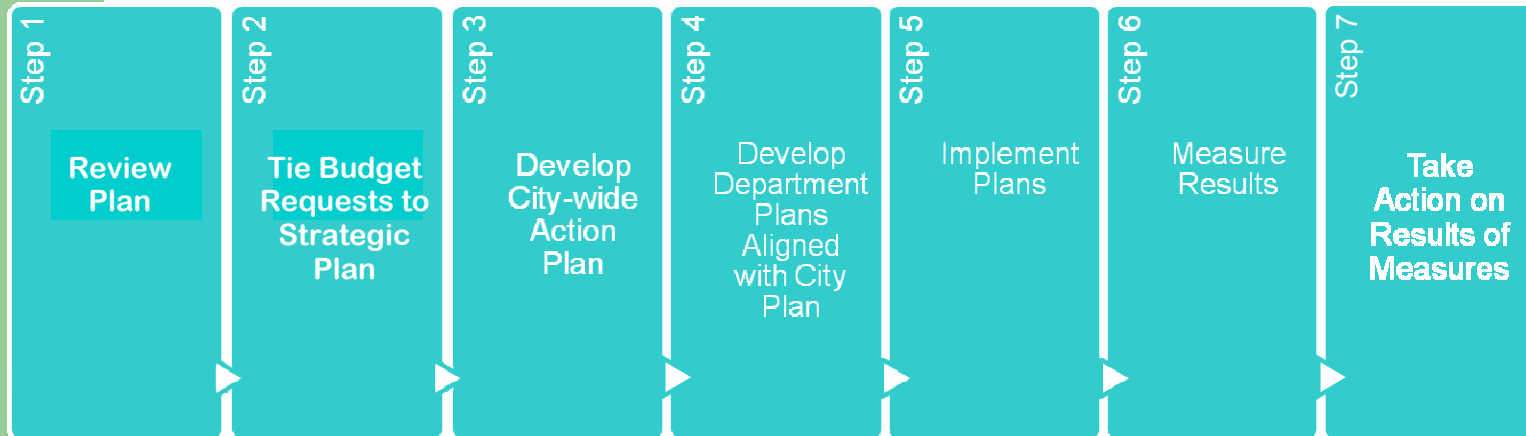 Step 1
Review
Plan
Step 2
Tie Budget
Requests to
Strategic
Plan
Step 3
Develop
City-wide
Action
Plan
Step 4
Develop
Department
Plans
Aligned
with City
Plan
Step 5
Implement
Plans
Step 6
Measure
Results
Step 7
Take
Action on
Results of
Measures